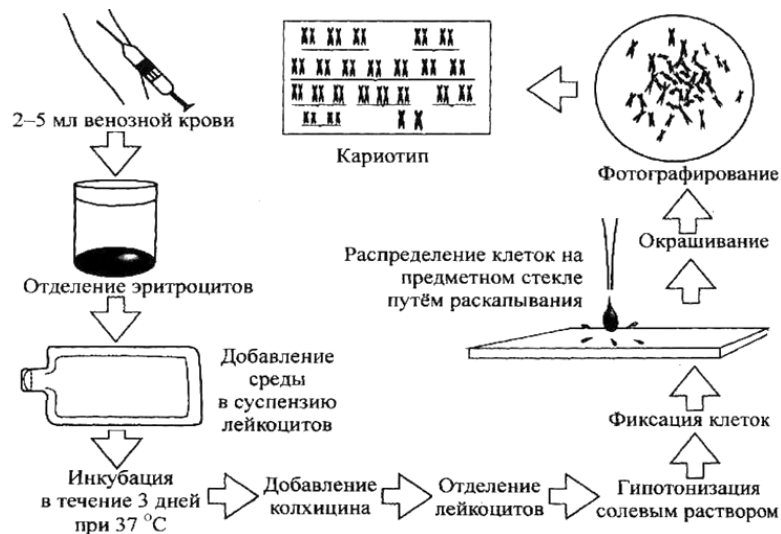 2–5 мл венозной крови
Отделение эритроцитов
Добавление
среды
в суспензию
лейкоцитов
Инкубация
в течение 3 дней
при 37 °С
Добавление
колхицина
Отделение
лейкоцитов
Гипотонизация
солевым раствором
Фиксация клеток
Распределение клеток на
предметном стекле
путём раскапывания
Окрашивание
Фотографирование
Кариотип